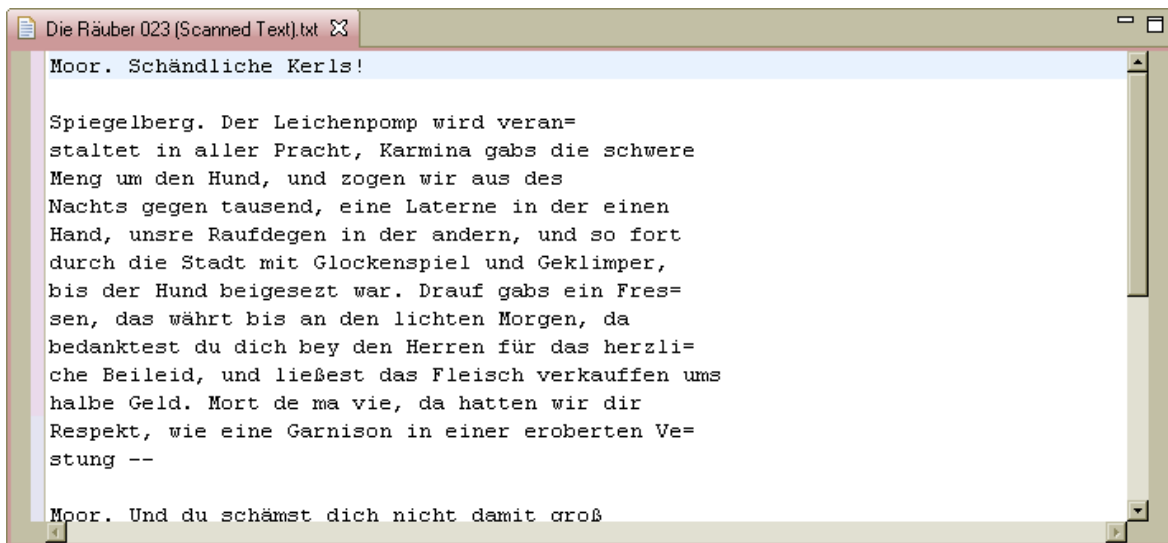 Die Räuber 023 (Scanned Text).txt
Moor. Schändliche Kerls!
Spiegelberg. Der Leichenpomp wird veran=
staltet in aller Pracht, Karmina gabs die schwere
Meng um den Hund, und zogen wir aus des
Nachts gegen tausend, eine Laterne in der einen
Hand, unsre Raufdegen in der andern, und so fort
durch die Stadt mit Glockenspiel und Geklimper,
bis der Hund beigesezt war. Drauf gabs ein Fres=
sen, das währt bis an den lichten Morgen, da
bedanktest du dich bey den Herren für das herzli=
che Beileid, und ließest das Fleisch verkauffen ums
halbe Geld. Mort de ma vie, da hatten wir dir
Respekt, wie eine Garnison in einer eroberten Ve=
stung --
Moor. Und du schämst dich nicht damit groß